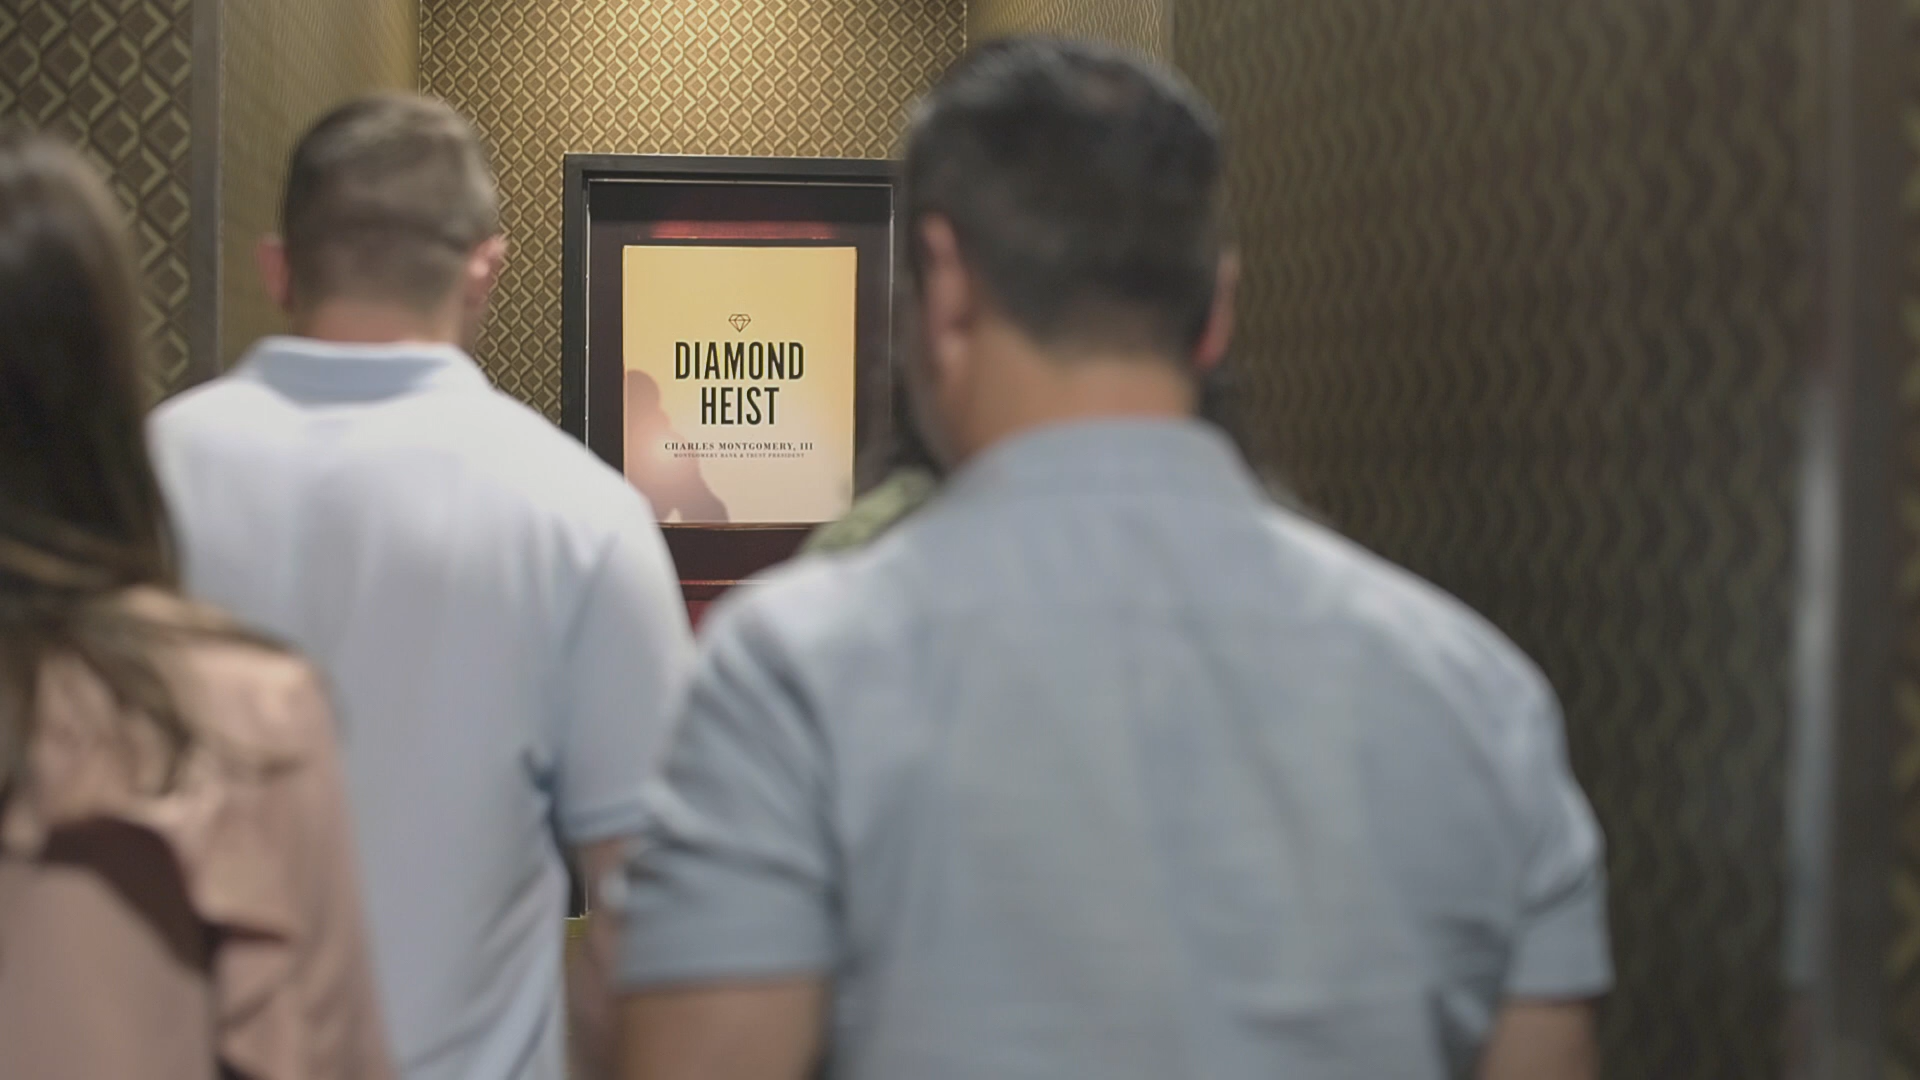 DIAMOND
HEIST
CHARLES MONTGOMERY, III
MONTGOMERY BANK & TRUST PRESIDENT